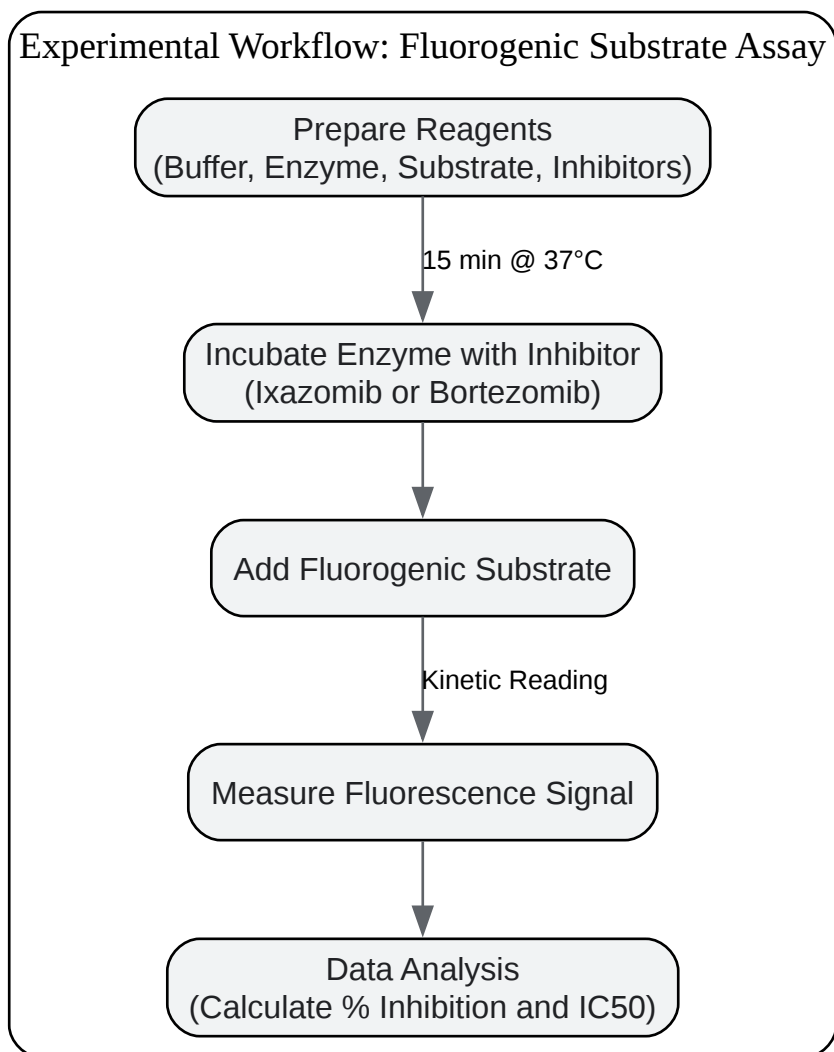 Experimental Workflow: Fluorogenic Substrate Assay
Prepare Reagents
(Buffer, Enzyme, Substrate, Inhibitors)
15 min @ 37°C
Incubate Enzyme with Inhibitor
(Ixazomib or Bortezomib)
Add Fluorogenic Substrate
Kinetic Reading
Measure Fluorescence Signal
Data Analysis
(Calculate % Inhibition and IC50)